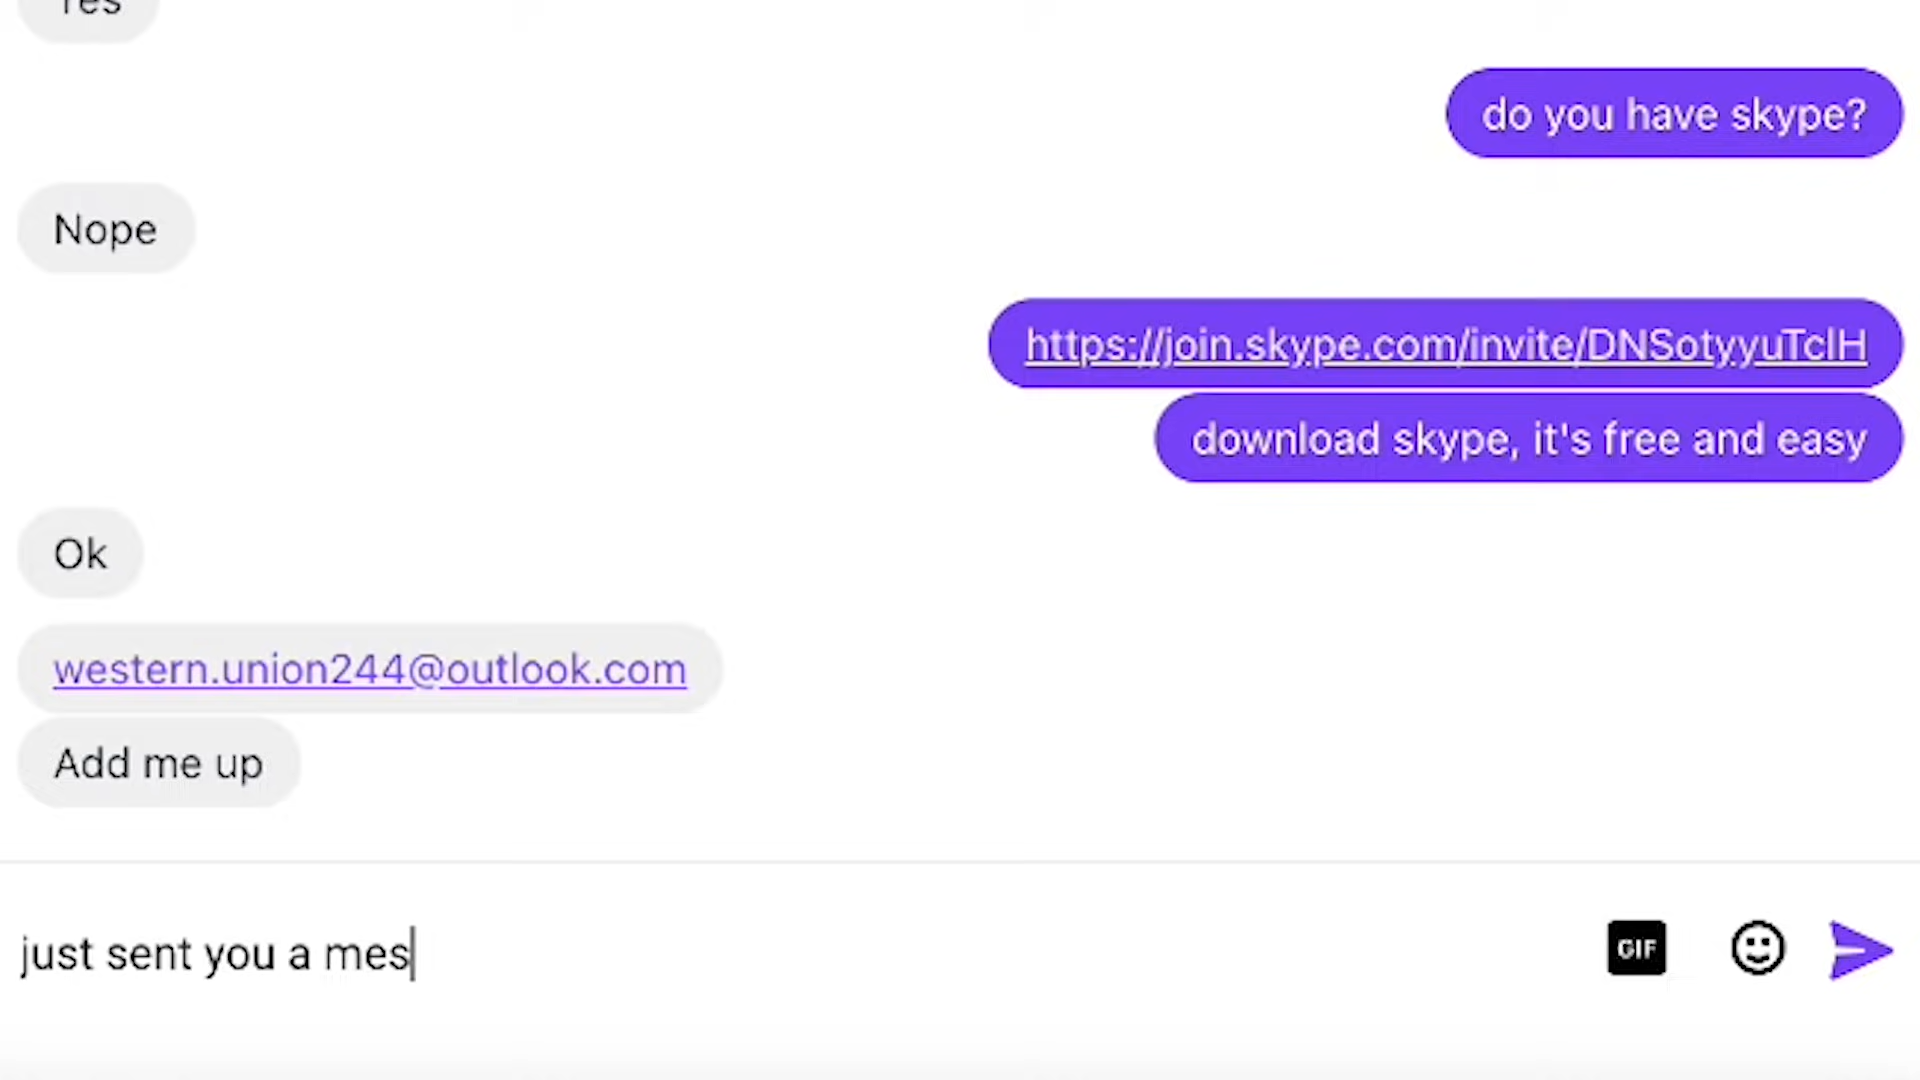 Yes
do you have skype?
Nope
https://join.skype.com/invite/DNSotyyuTclH
download skype, it's free and easy
Ok
western.union244@outlook.com
Add me up
just sent you a mes
GIF